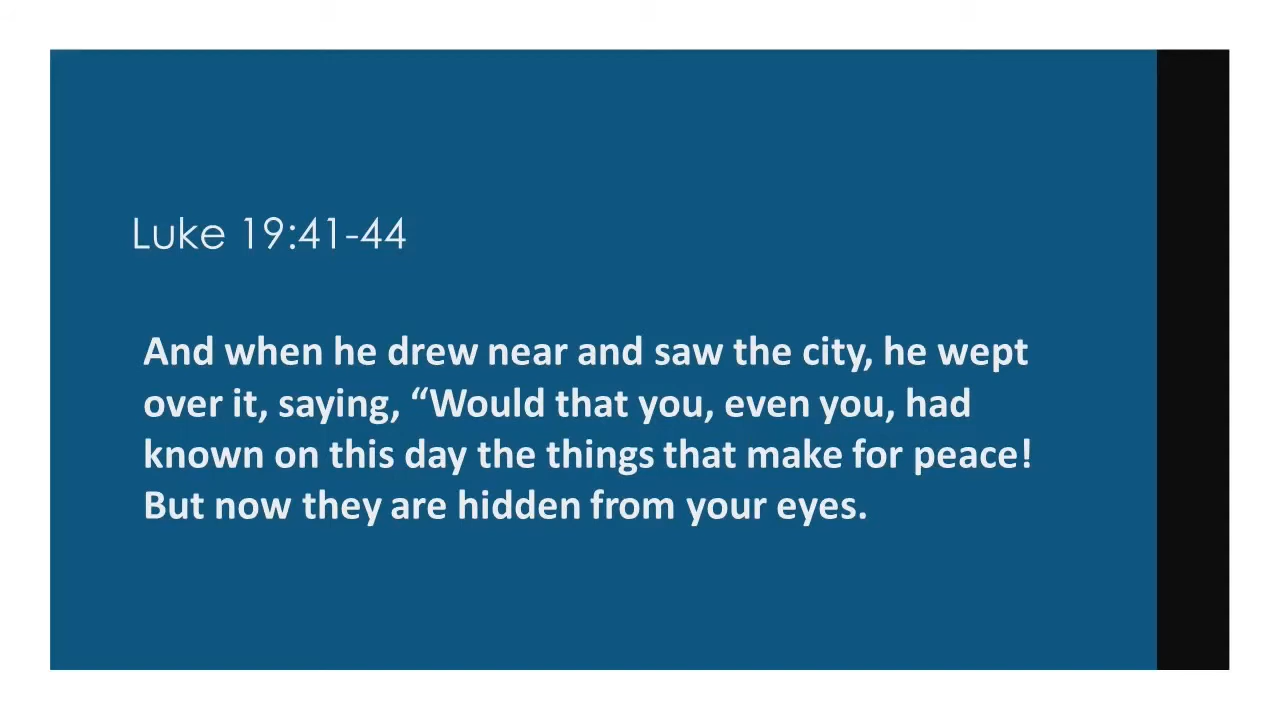 Luke 19:41-44
And when he drew near and saw the city, he wept
over it, saying, “Would that you, even you, had
known on this day the things that make for peace!
But now they are hidden from your eyes.